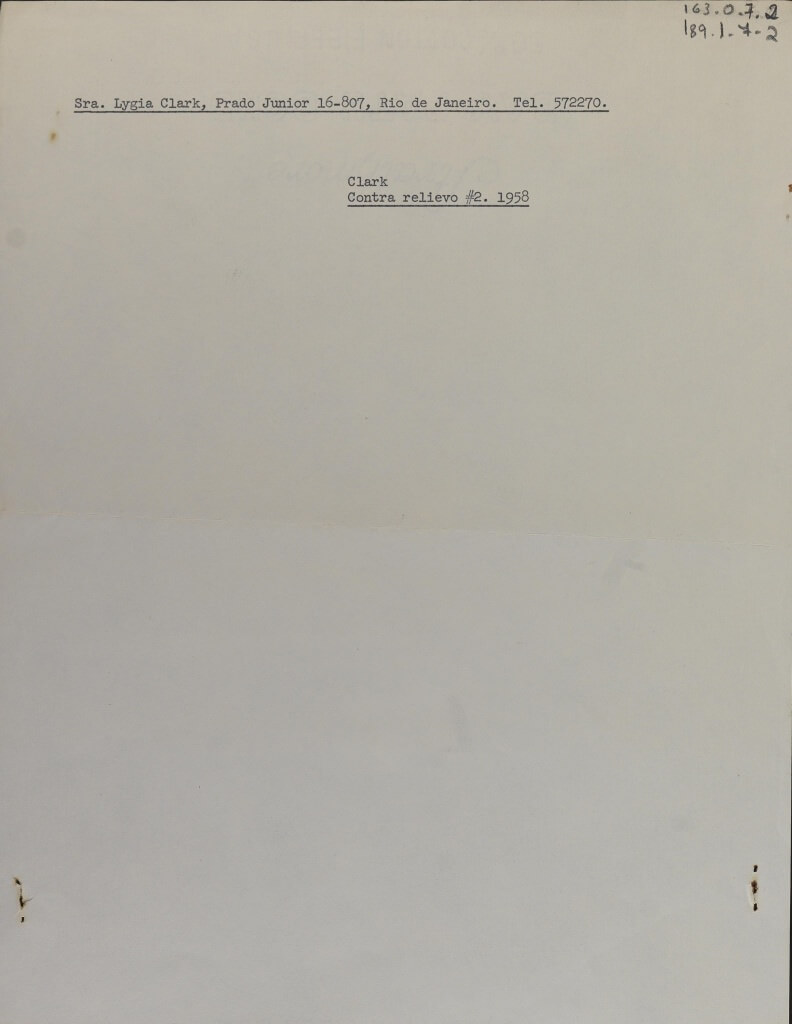 163.0.7.2
189.1.7-2
Sra. Lygia Clark, Prado Junior 16-807, Rio de Janeiro. Tel. 572270.
Clark
Contra relievo #2. 1958